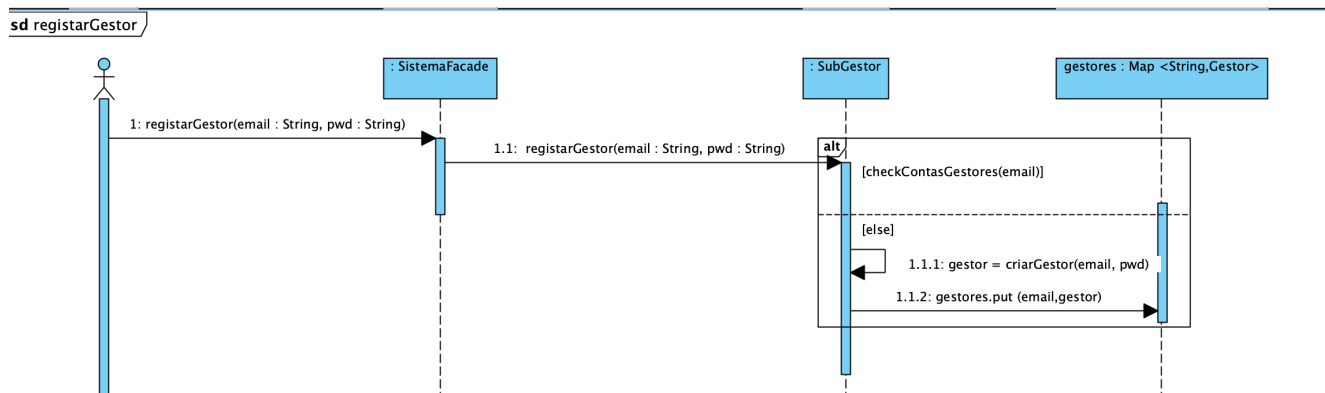 sd registarGestor
: SistemaFacade
: SubGestor
gestores : Map <String,Gestor>
1: registarGestor(email : String, pwd : String)
1.1:  registarGestor(email : String, pwd : String)
alt
[checkContasGestores(email)]
[else]
1.1.1: gestor = criarGestor(email, pwd)
1.1.2: gestores.put (email,gestor)